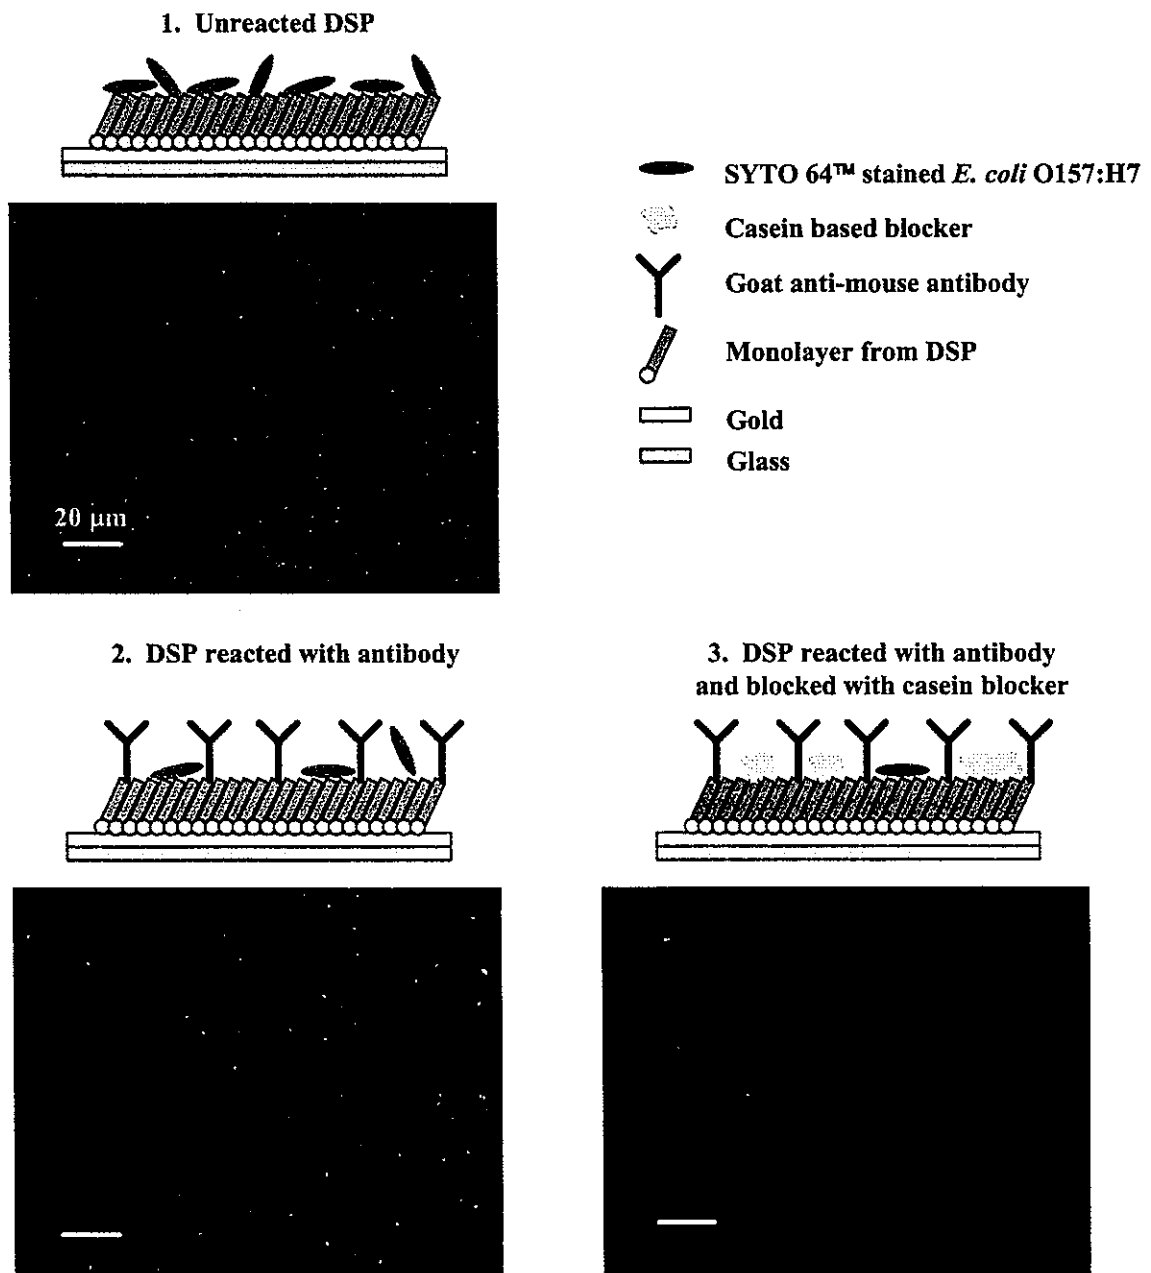 1. Unreacted DSP
SYTO 64™ stained E. coli O157:H7
Casein based blocker
Goat anti-mouse antibody
Monolayer from DSP
Gold
Glass
20 µm
2. DSP reacted with antibody
3. DSP reacted with antibody
and blocked with casein blocker